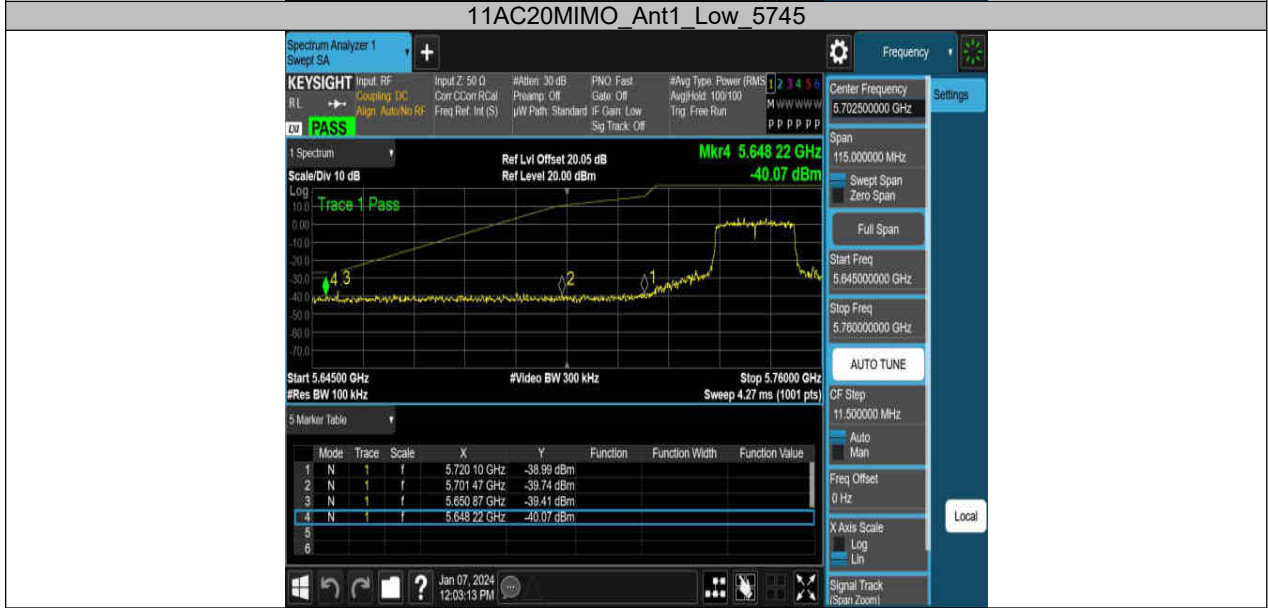 11AC20MIMO_Ant1_Low_5745
Spectrum Analyzer 1
Swept SA
+
Frequency
KEYSIGHT
RL
LXI
PASS
Input: RF
Coupling: DC
Align: Auto/No RF
Input Z: 50 Ω
Corr CCorr RCal
Freq Ref: Int (S)
#Atten: 30 dB
Preamp: Off
µW Path: Standard
PNO: Fast
Gate: Off
IF Gain: Low
Sig Track: Off
#Avg Type: Power (RMS
Avg|Hold: 100/100
Trig: Free Run
1 2 3 4 5 6
M W W W W W
P P P P P P
1 Spectrum
Scale/Div 10 dB
Ref Lvl Offset 20.05 dB
Ref Level 20.00 dBm
Mkr4 5.648 22 GHz
-40.07 dBm
Log
Trace 1 Pass
10.0
0.00
-10.0
-20.0
-30.0
-40.0
-50.0
-60.0
-70.0
4 3
2
1
Start 5.64500 GHz
#Video BW 300 kHz
Stop 5.76000 GHz
#Res BW 100 kHz
Sweep 4.27 ms (1001 pts)
5 Marker Table
Mode Trace Scale X Y Function Function Width Function Value
1 N 1 f 5.720 10 GHz -38.99 dBm
2 N 1 f 5.701 47 GHz -39.74 dBm
3 N 1 f 5.650 87 GHz -39.41 dBm
4 N 1 f 5.648 22 GHz -40.07 dBm
5
6
?
Jan 07, 2024
12:03:13 PM
Center Frequency
5.702500000 GHz
Settings
Span
115.000000 MHz
Swept Span
Zero Span
Full Span
Start Freq
5.645000000 GHz
Stop Freq
5.760000000 GHz
AUTO TUNE
CF Step
11.500000 MHz
Auto
Man
Freq Offset
0 Hz
X Axis Scale
Log
Lin
Signal Track
(Span Zoom)
Local